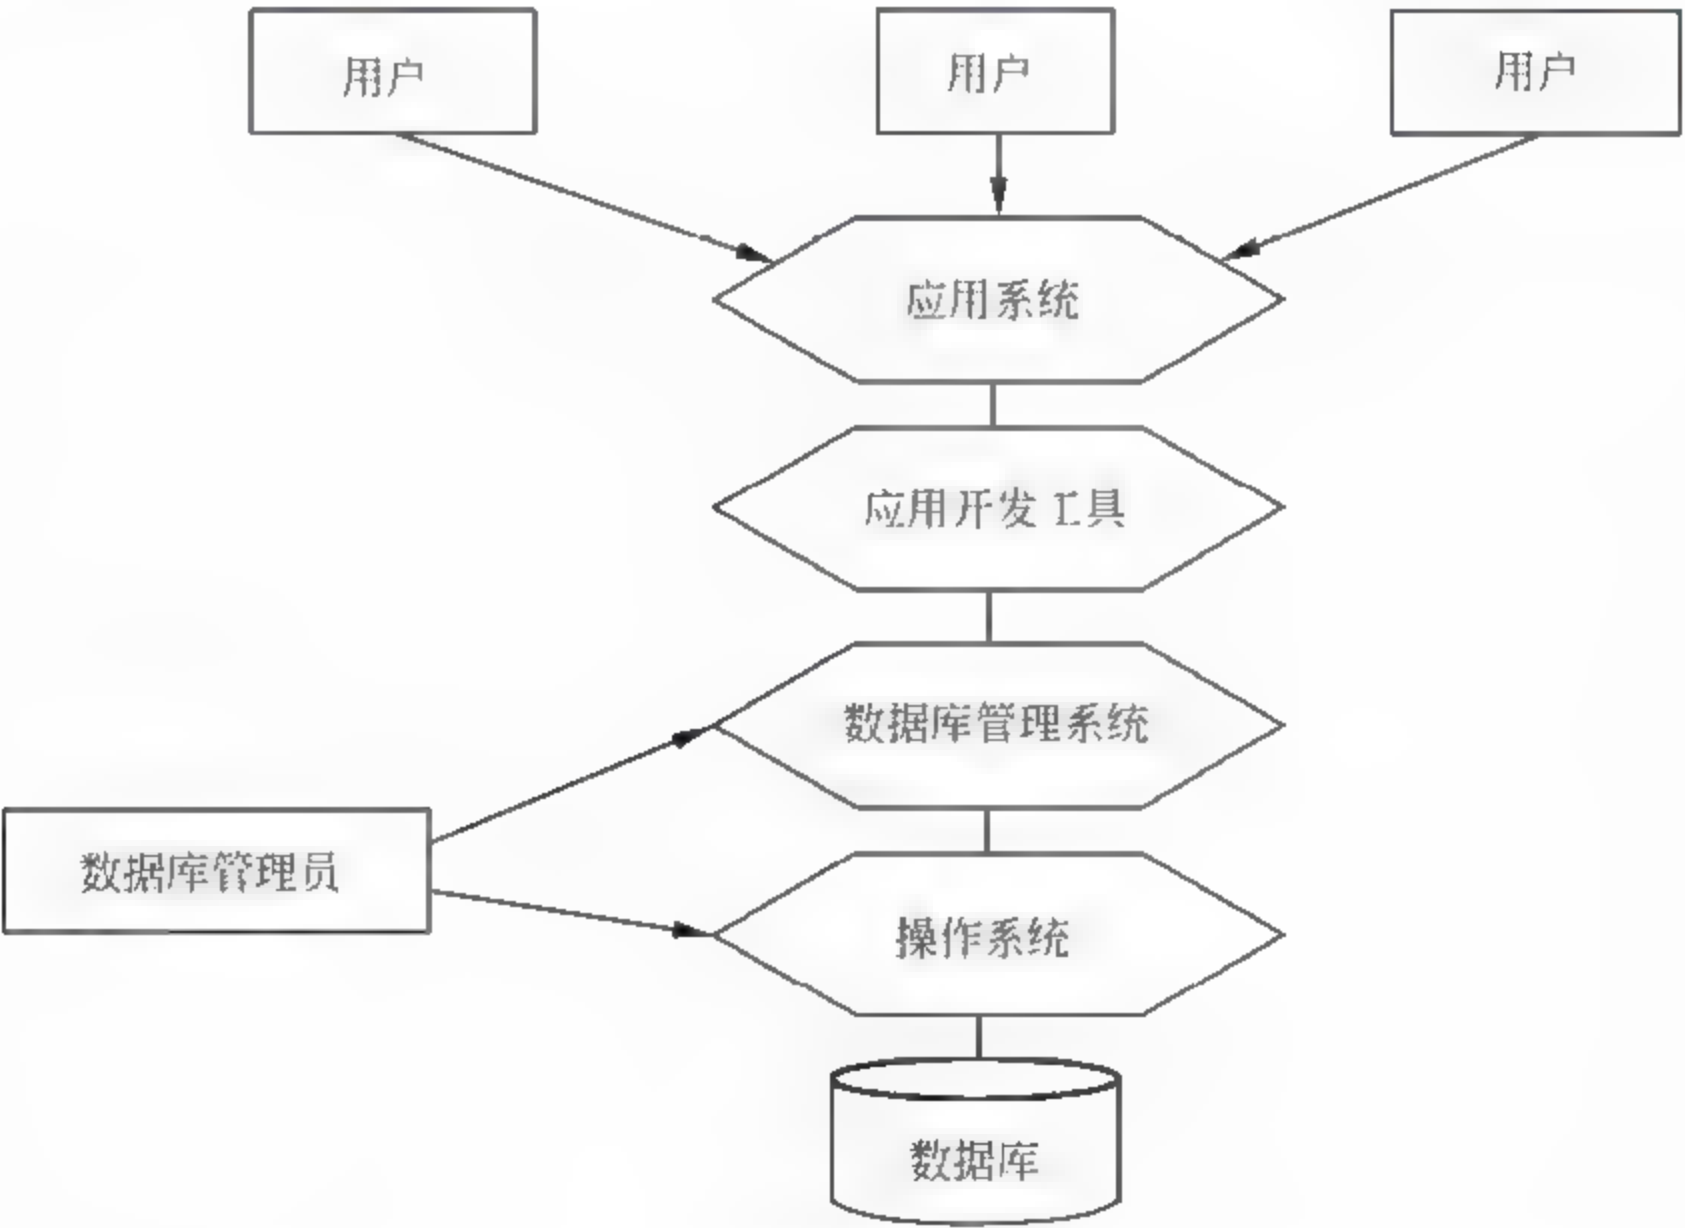 用户
用户
用户
应用系统
应用开发工具
数据库管理系统
数据库管理员
操作系统
数据库